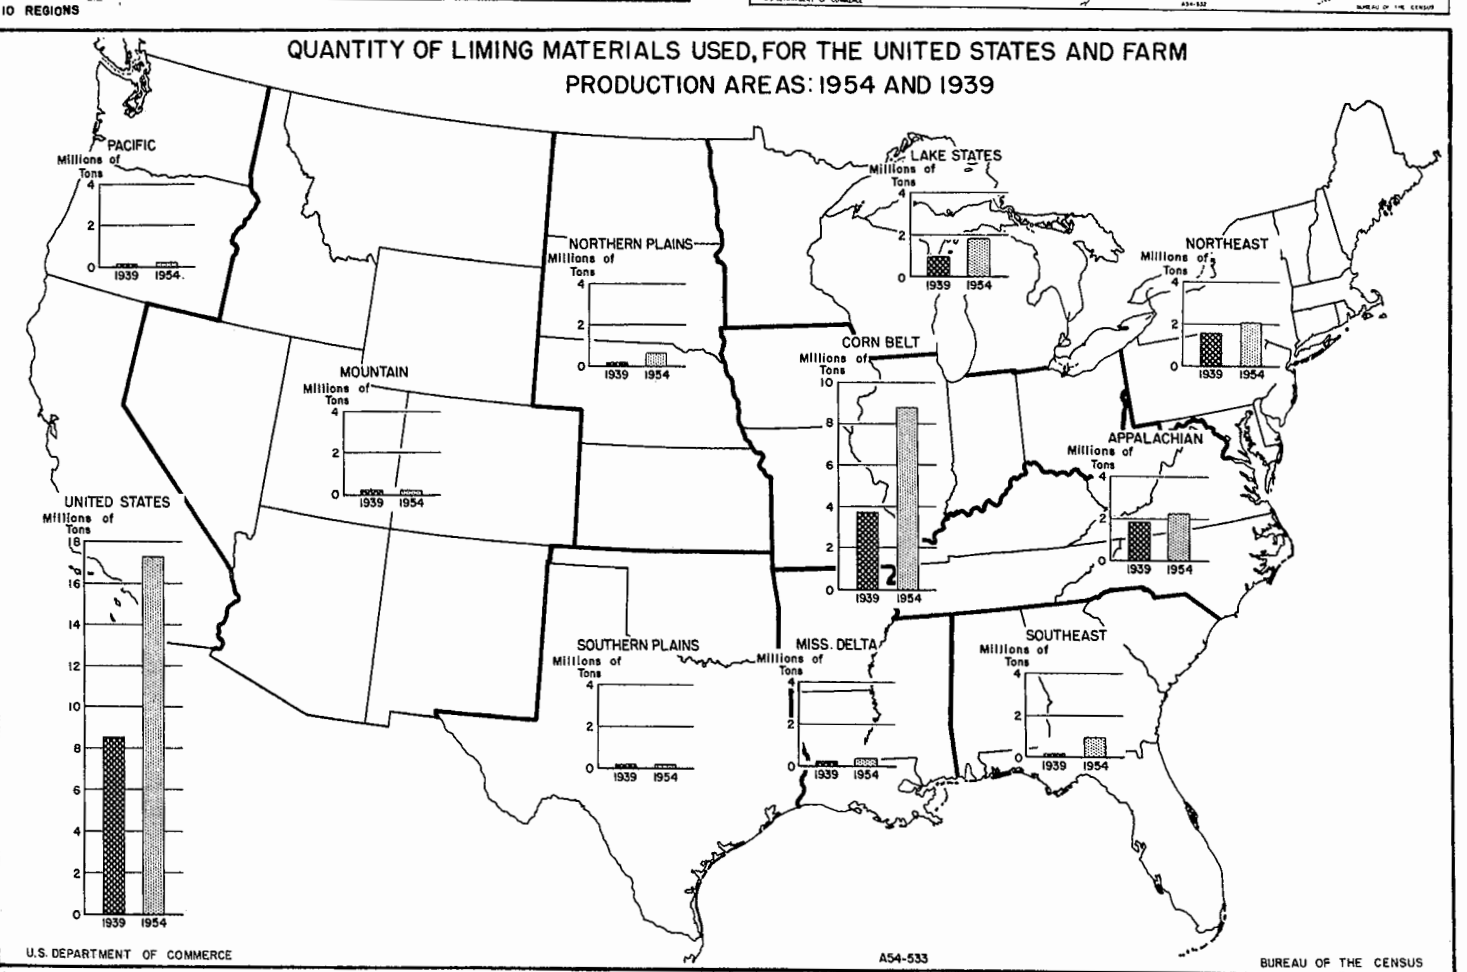 10 REGIONS
A54-532
BUREAU OF THE CENSUS
QUANTITY OF LIMING MATERIALS USED, FOR THE UNITED STATES AND FARM
PRODUCTION AREAS: 1954 AND 1939
PACIFIC
Millions of
Tons
4
2
0
1939 1954
LAKE STATES
Millions of
Tons
4
2
0
1939 1954
NORTHERN PLAINS
Millions of
Tons
4
2
0
1939 1954
NORTHEAST
Millions of
Tons
4
2
0
1939 1954
MOUNTAIN
Millions of
Tons
4
2
0
1939 1954
CORN BELT
Millions of
Tons
10
8
6
4
2
0
1939 1954
APPALACHIAN
Millions of
Tons
4
2
0
1939 1954
UNITED STATES
Millions of
Tons
18
16
14
12
10
8
6
4
2
0
1939 1954
SOUTHERN PLAINS
Millions of
Tons
4
2
0
1939 1954
MISS. DELTA
Millions of
Tons
4
2
0
1939 1954
SOUTHEAST
Millions of
Tons
4
2
0
1939 1954
U.S. DEPARTMENT OF COMMERCE
A54-533
BUREAU OF THE CENSUS